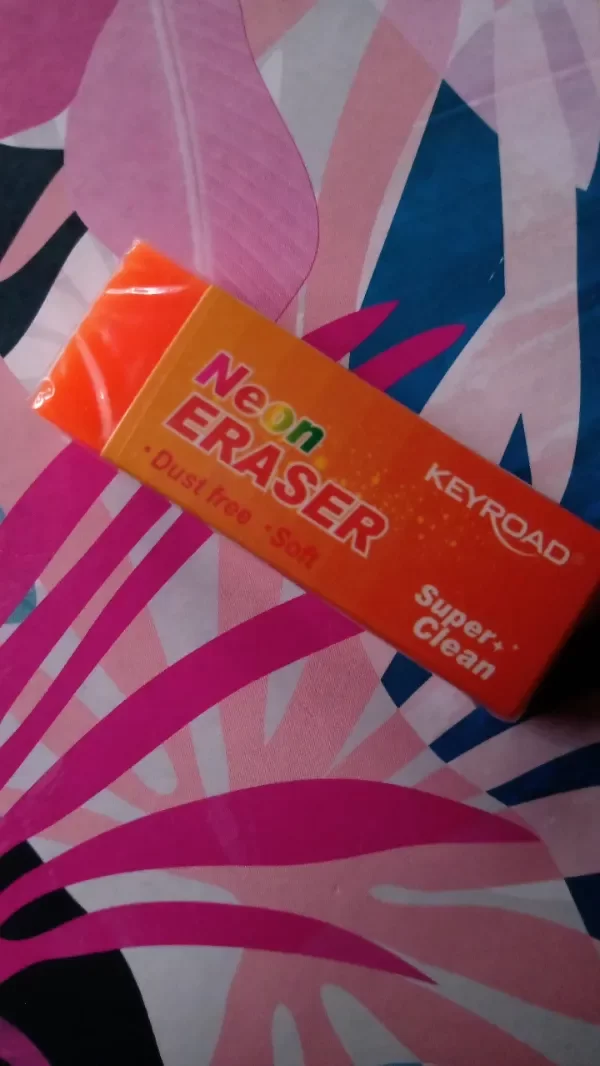 Neon
ERASER
· Dust free · Soft
KEYROAD
Super
Clean